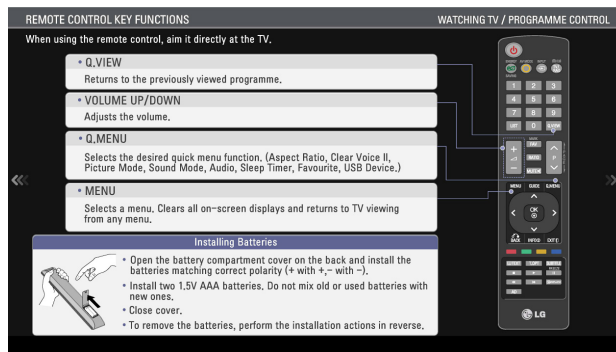 REMOTE CONTROL KEY FUNCTIONS
WATCHING TV / PROGRAMME CONTROL
When using the remote control, aim it directly at the TV.
• Q.VIEW
Returns to the previously viewed programme.
• VOLUME UP/DOWN
Adjusts the volume.
• Q.MENU
Selects the desired quick menu function. (Aspect Ratio, Clear Voice II,
Picture Mode, Sound Mode, Audio, Sleep Timer, Favourite, USB Device.)
• MENU
Selects a menu. Clears all on-screen displays and returns to TV viewing
from any menu.
Installing Batteries
• Open the battery compartment cover on the back and install the
batteries matching correct polarity (+ with +,– with –).
• Install two 1.5V AAA batteries. Do not mix old or used batteries with
new ones.
• Close cover.
• To remove the batteries, perform the installation actions in reverse.
1 2 3
4 5 6
7 8 9
LIST 0 Q.VIEW
MARK
+ FAV
RATIO P
– MUTE
MENU GUIDE Q.MENU
OK
BACK INFO EXIT
LG